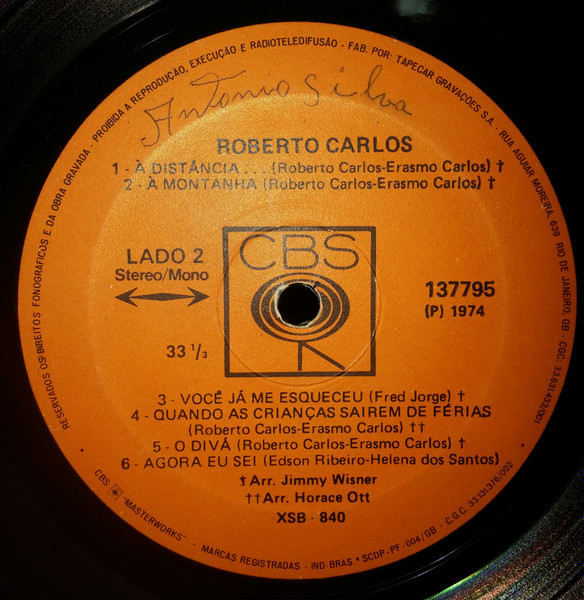 RESERVADOS OS DIREITOS FONOGRÁFICOS E DA OBRA GRAVADA - PROIBIDA A REPRODUÇÃO, EXECUÇÃO E RADIOTELEDIFUSÃO - FAB. POR: TAPECAR GRAVAÇÕES S.A. - RUA AGUIAR MOREIRA, 639 RIO DE JANEIRO, GB - CGC. 33.631.433/001
Antonio Silva
ROBERTO CARLOS
1 - À DISTÂNCIA... (Roberto Carlos-Erasmo Carlos) †
2 - À MONTANHA (Roberto Carlos-Erasmo Carlos) †
LADO 2
Stereo/Mono
CBS
137795
(P) 1974
33 1/3
3 - VOCÊ JÁ ME ESQUECEU (Fred Jorge) †
4 - QUANDO AS CRIANÇAS SAIREM DE FÉRIAS
(Roberto Carlos-Erasmo Carlos) ††
5 - O DIVÃ (Roberto Carlos-Erasmo Carlos) †
6 - AGORA EU SEI (Edson Ribeiro-Helena dos Santos)
†Arr. Jimmy Wisner
††Arr. Horace Ott
XSB - 840
CBS "MASTERWORKS" - MARCAS REGISTRADAS - IND. BRAS * SCDP - PF - 004/GB - C.G.C. 33.131.376/002